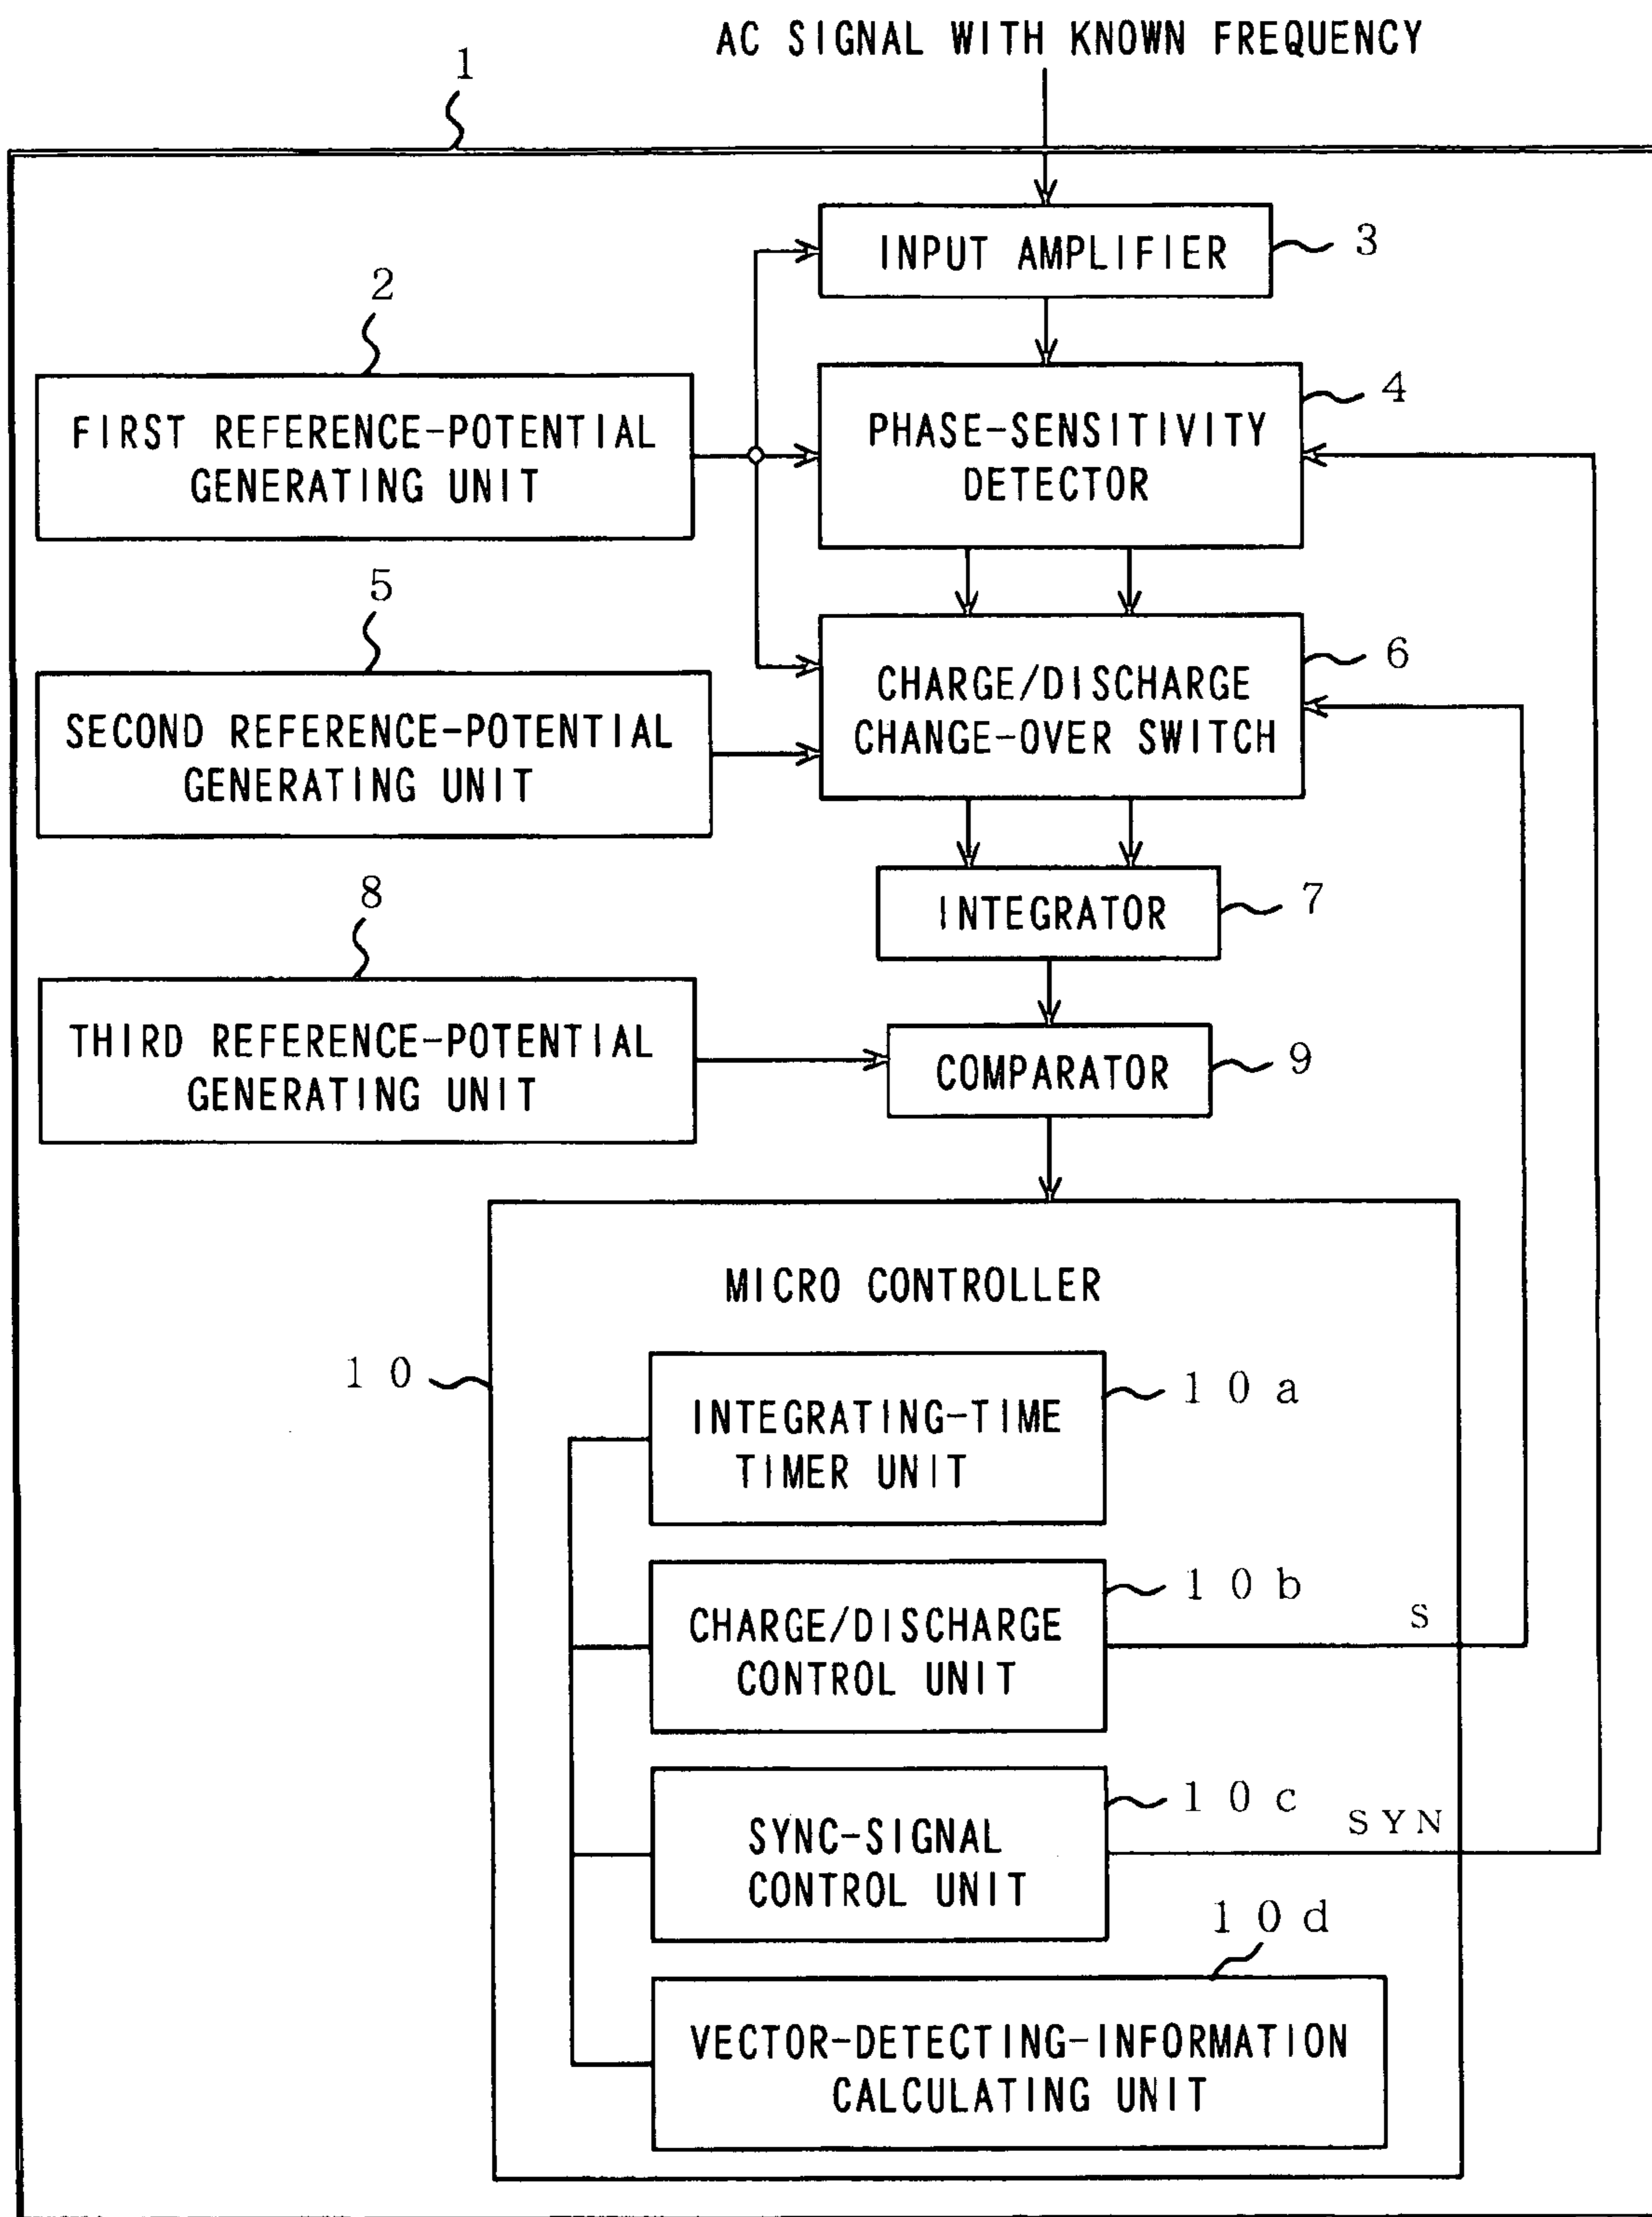 AC SIGNAL WITH KNOWN FREQUENCY
1
INPUT AMPLIFIER
3
2
FIRST REFERENCE-POTENTIAL
GENERATING UNIT
PHASE-SENSITIVITY
DETECTOR
4
5
SECOND REFERENCE-POTENTIAL
GENERATING UNIT
CHARGE/DISCHARGE
CHANGE-OVER SWITCH
6
INTEGRATOR
7
8
THIRD REFERENCE-POTENTIAL
GENERATING UNIT
COMPARATOR
9
MICRO CONTROLLER
10
INTEGRATING-TIME
TIMER UNIT
10a
CHARGE/DISCHARGE
CONTROL UNIT
10b
S
SYNC-SIGNAL
CONTROL UNIT
10c
SYN
10d
VECTOR-DETECTING-INFORMATION
CALCULATING UNIT